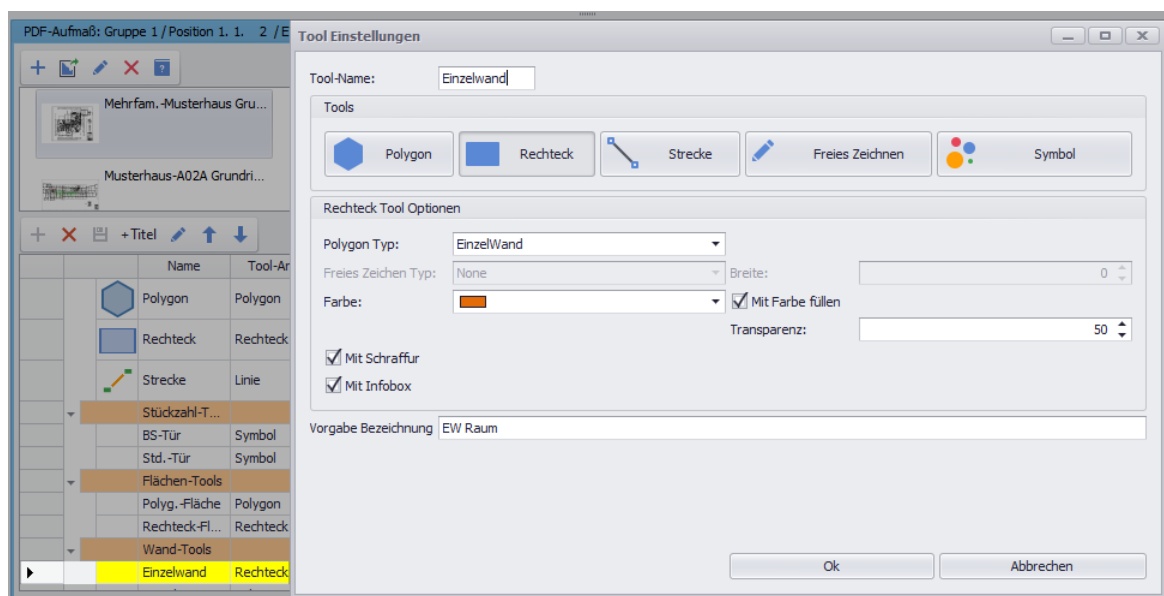 PDF-Aufmaß: Gruppe 1 / Position 1. 1. 2 / E
Mehrfam.-Musterhaus Gru...
Musterhaus-A02A Grundri...
+Titel
Name Tool-Ar
Polygon Polygon
Rechteck Rechteck
Strecke Linie
Stückzahl-T...
BS-Tür Symbol
Std.-Tür Symbol
Flächen-Tools
Polyg.-Fläche Polygon
Rechteck-Fl... Rechteck
Wand-Tools
Einzelwand Rechteck
Tool Einstellungen
Tool-Name: Einzelwand
Tools
Polygon Rechteck Strecke Freies Zeichnen Symbol
Rechteck Tool Optionen
Polygon Typ: EinzelWand
Freies Zeichen Typ: None Breite: 0
Farbe: Mit Farbe füllen
Transparenz: 50
Mit Schraffur
Mit Infobox
Vorgabe Bezeichnung EW Raum
Ok Abbrechen